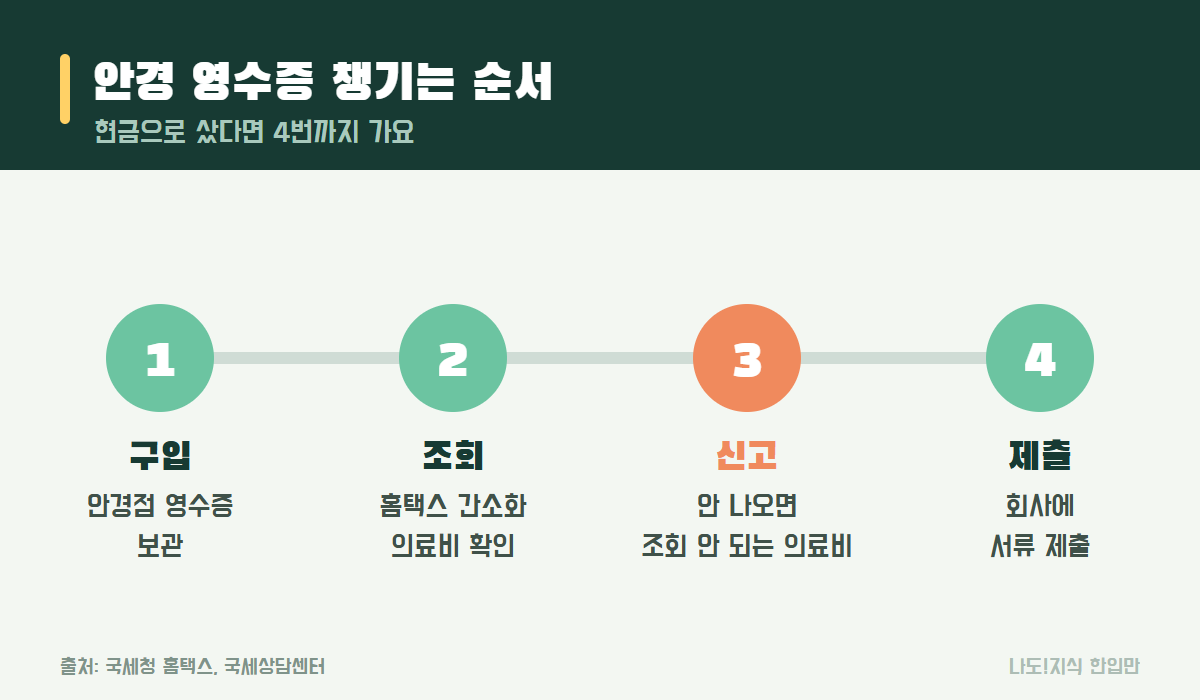 안경 영수증 챙기는 순서
현금으로 샀다면 4번까지 가요
1
2
3
4
구입
조회
신고
제출
안경점 영수증
보관
홈택스 간소화
의료비 확인
안 나오면
조회 안 되는 의료비
회사에
서류 제출
출처: 국세청 홈택스, 국세상담센터
나도!지식 한입만